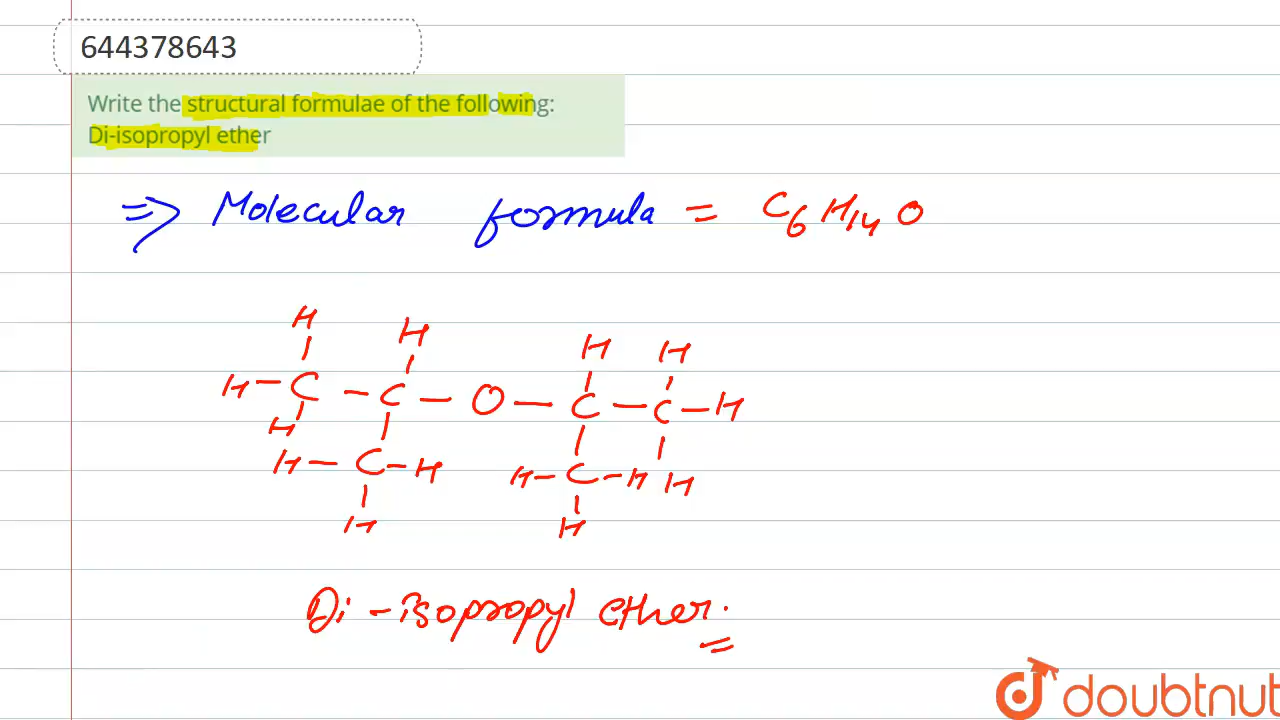 644378643
Write the structural formulae of the following:
Di-isopropyl ether
⇒ Molecular formula = C₆H₁₄O
H H H H
H – C – C – O – C – C – H
H
H – C – H H – C – H H
H H
Di - isopropyl ether.
doubtnut